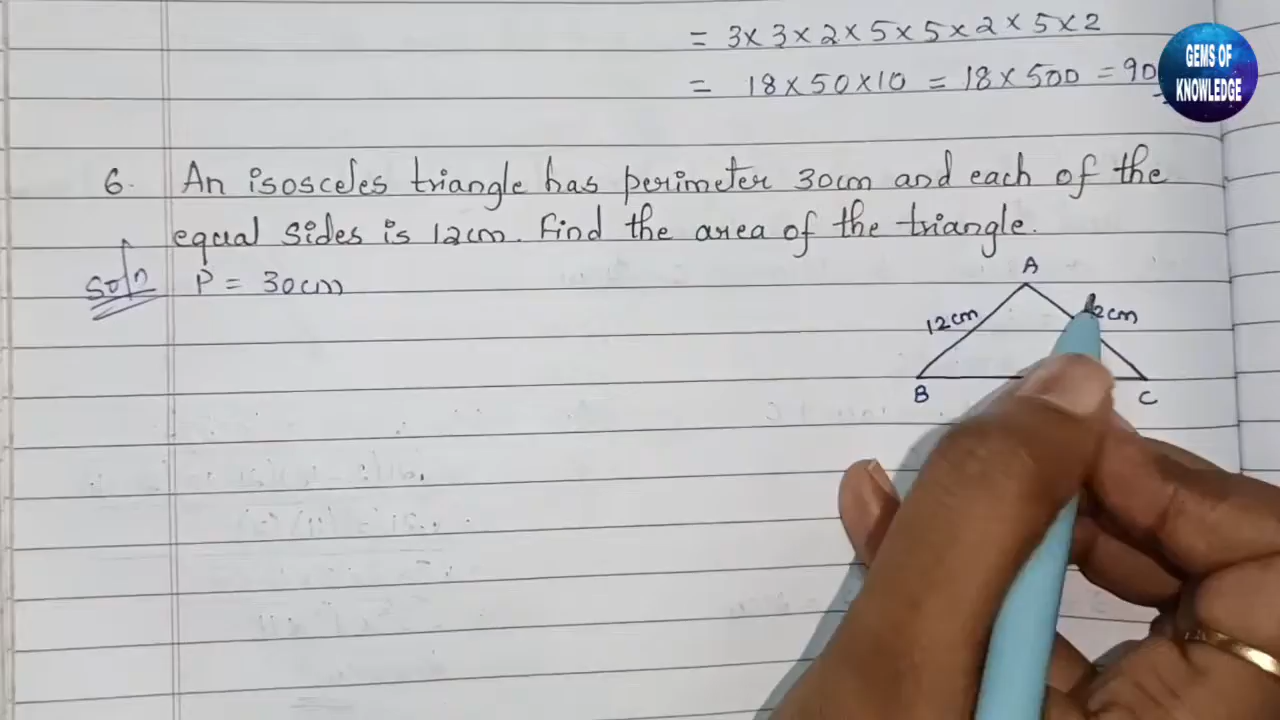 = 3×3×2×5×5×2×5×2
= 18×50×10 = 18×500 = 90
GEMS OF
KNOWLEDGE
6. An isosceles triangle has perimeter 30cm and each of the
equal sides is 12cm. Find the area of the triangle.
Soln P = 30cm
A
12cm 2cm
B C